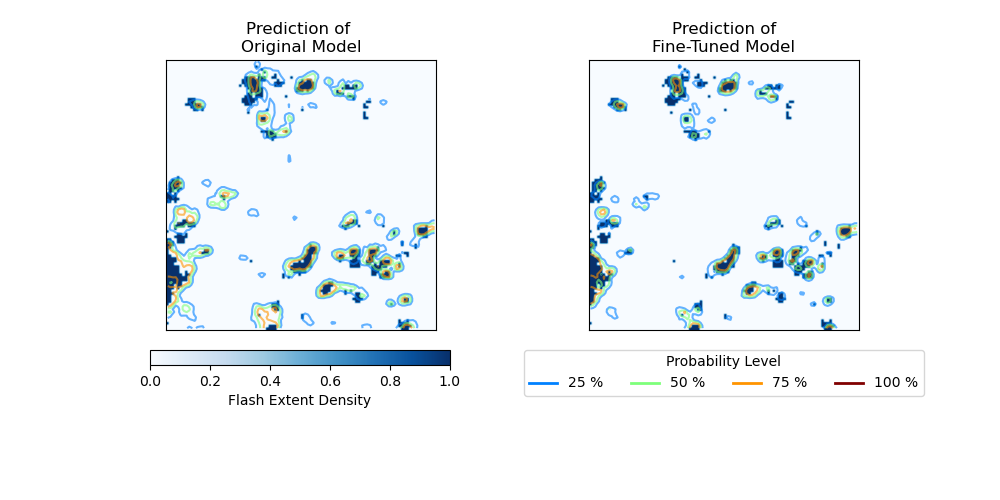 Prediction of
Original Model
Prediction of
Fine-Tuned Model
0.0 0.2 0.4 0.6 0.8 1.0
Flash Extent Density
Probability Level
25 % 50 % 75 % 100 %